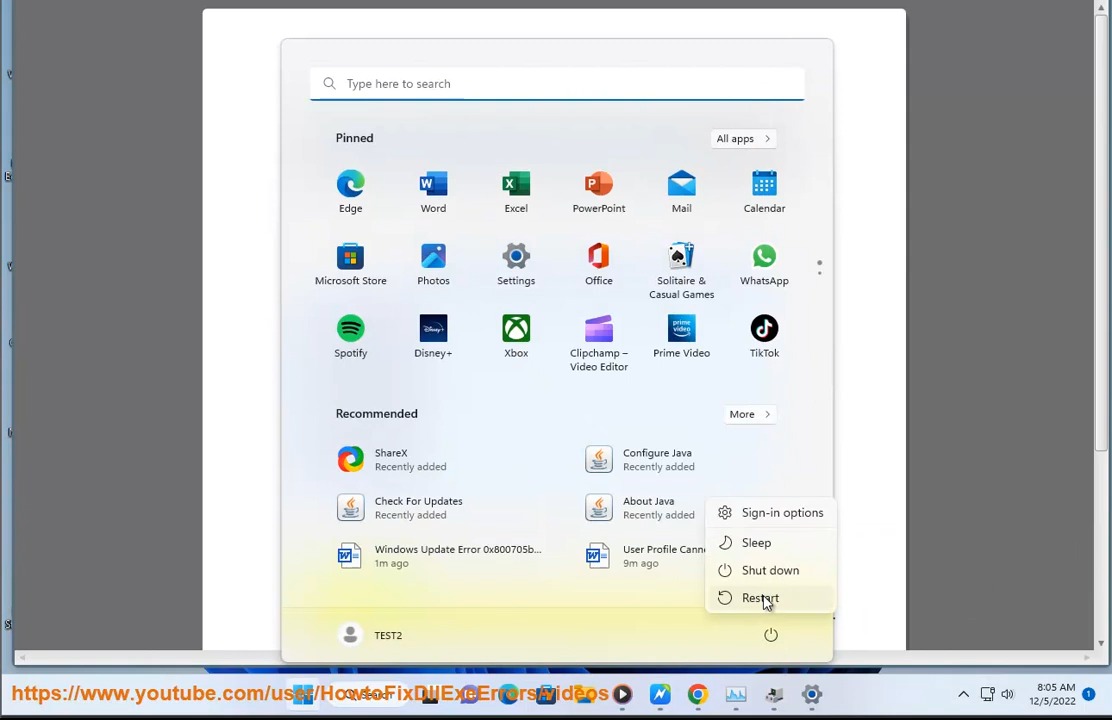 Type here to search
Pinned
All apps
Edge
Word
Excel
PowerPoint
Mail
Calendar
Microsoft Store
Photos
Settings
Office
Solitaire &
Casual Games
WhatsApp
Spotify
Disney+
Xbox
Clipchamp –
Video Editor
Prime Video
TikTok
Recommended
More
ShareX
Recently added
Configure Java
Recently added
Check For Updates
Recently added
About Java
Recently added
Windows Update Error 0x800705b...
1m ago
User Profile Cann
9m ago
Sign-in options
Sleep
Shut down
Restart
TEST2
https://www.youtube.com/user/HowtoFixDllExeErrorsVideos
8:05 AM
12/5/2022
1